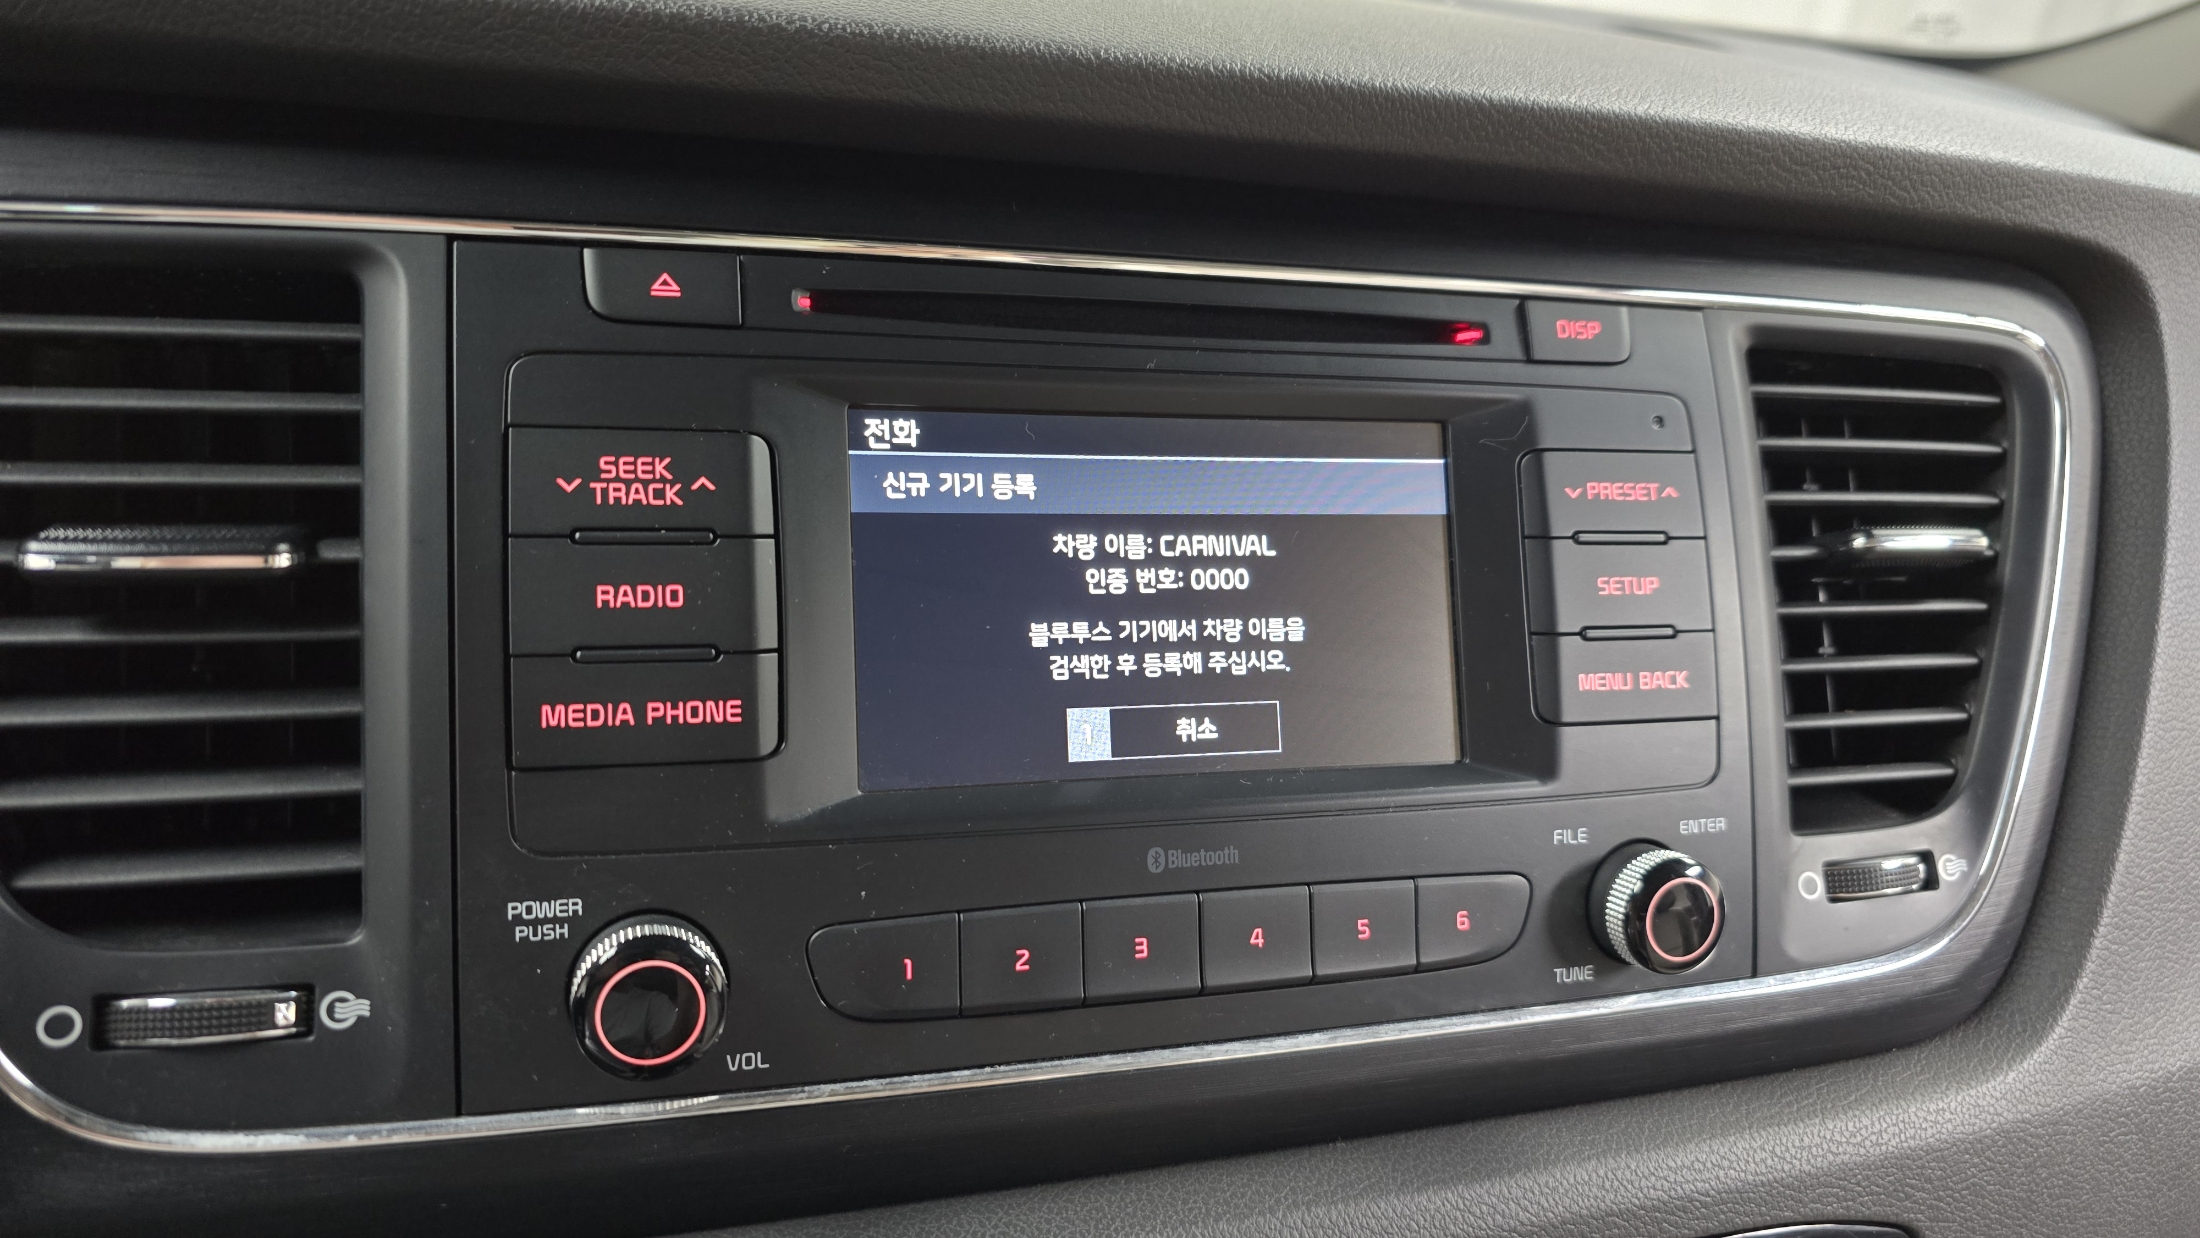 DISP
SEEK
TRACK
RADIO
MEDIA PHONE
전화
신규 기기 등록
차량 이름: CARNIVAL
인증 번호: 0000
블루투스 기기에서 차량 이름을
검색한 후 등록해 주십시오.
1 취소
PRESET
SETUP
MENU BACK
Bluetooth
POWER
PUSH
VOL
1 2 3 4 5 6
FILE
ENTER
TUNE